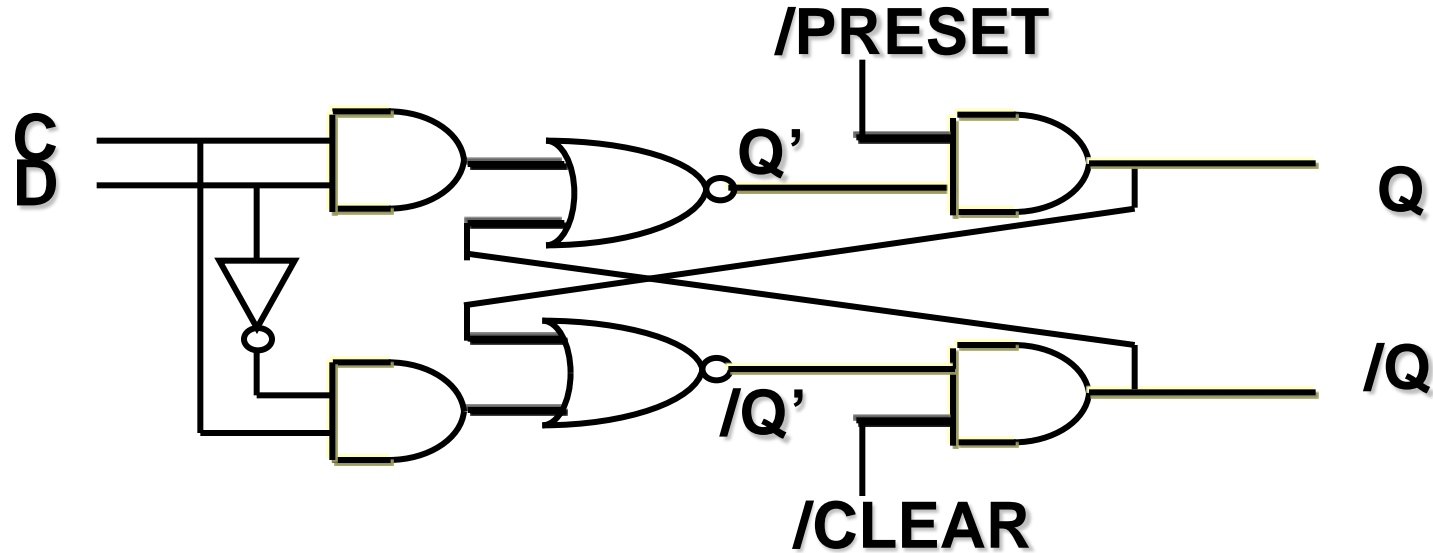 /PRESET
C
D
Q’
Q
/Q
/Q’
/CLEAR